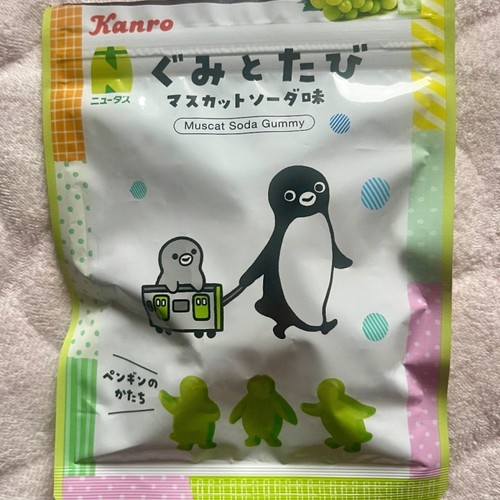 Kanro
ニュータス
ぐみとたび
マスカットソーダ味
Muscat Soda Gummy
ペンギンの
かたち